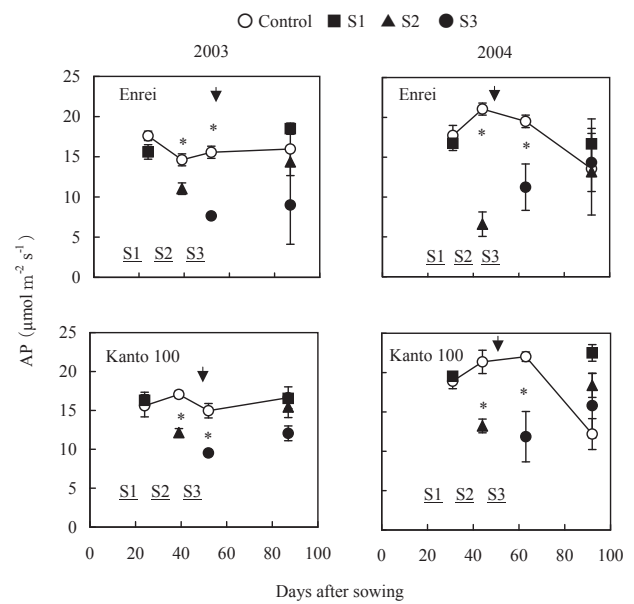 Control S1 S2 S3
2003 2004
25
20
15
10
5
0
Enrei
*
*
S1 S2 S3
Enrei
*
*
S1 S2 S3
AP (μmol m⁻² s⁻¹)
25
20
15
10
5
0
Kanto 100
*
*
S1 S2 S3
Kanto 100
*
*
S1 S2 S3
0 20 40 60 80 100
0 20 40 60 80 100
Days after sowing